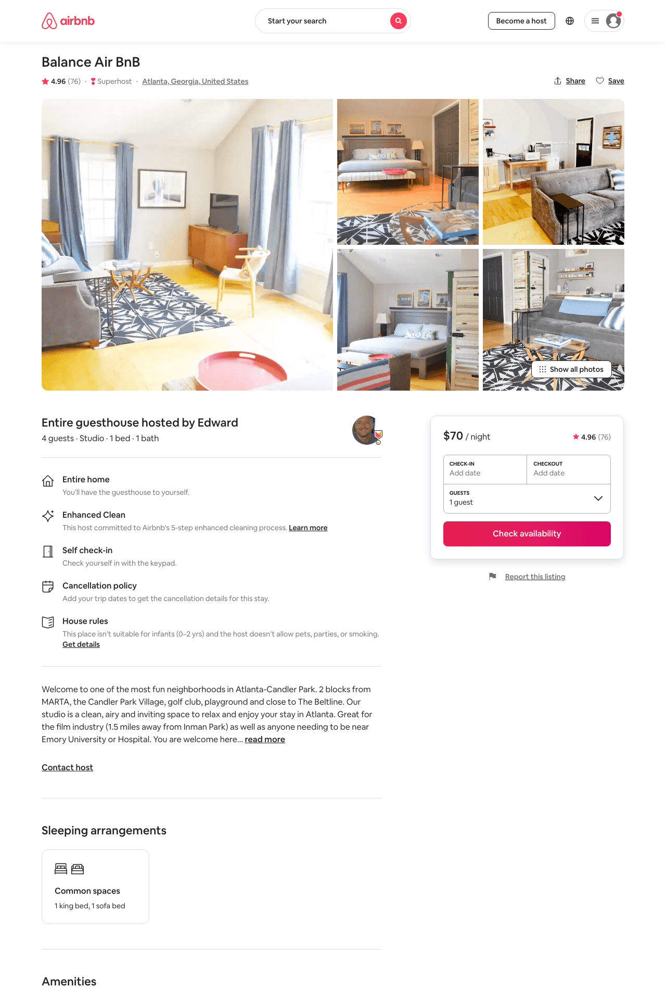 airbnb
Start your search
Become a host
Balance Air BnB
4.96 (76) · Superhost · Atlanta, Georgia, United States
Share
Save
LAKE
LAKE
Show all photos
Entire guesthouse hosted by Edward
4 guests · Studio · 1 bed · 1 bath
Entire home
You'll have the guesthouse to yourself.
Enhanced Clean
This host committed to Airbnb's 5-step enhanced cleaning process. Learn more
Self check-in
Check yourself in with the keypad.
Cancellation policy
Add your trip dates to get the cancellation details for this stay.
House rules
This place isn't suitable for infants (0–2 yrs) and the host doesn't allow pets, parties, or smoking.
Get details
Welcome to one of the most fun neighborhoods in Atlanta-Candler Park. 2 blocks from
MARTA, the Candler Park Village, golf club, playground and close to The Beltline. Our
studio is a clean, airy and inviting space to relax and enjoy your stay in Atlanta. Great for
the film industry (1.5 miles away from Inman Park) as well as anyone needing to be near
Emory University or Hospital. You are welcome here... read more
Contact host
Sleeping arrangements
Common spaces
1 king bed, 1 sofa bed
Amenities
$70 / night
4.96 (76)
CHECK-IN
Add date
CHECKOUT
Add date
GUESTS
1 guest
Check availability
Report this listing